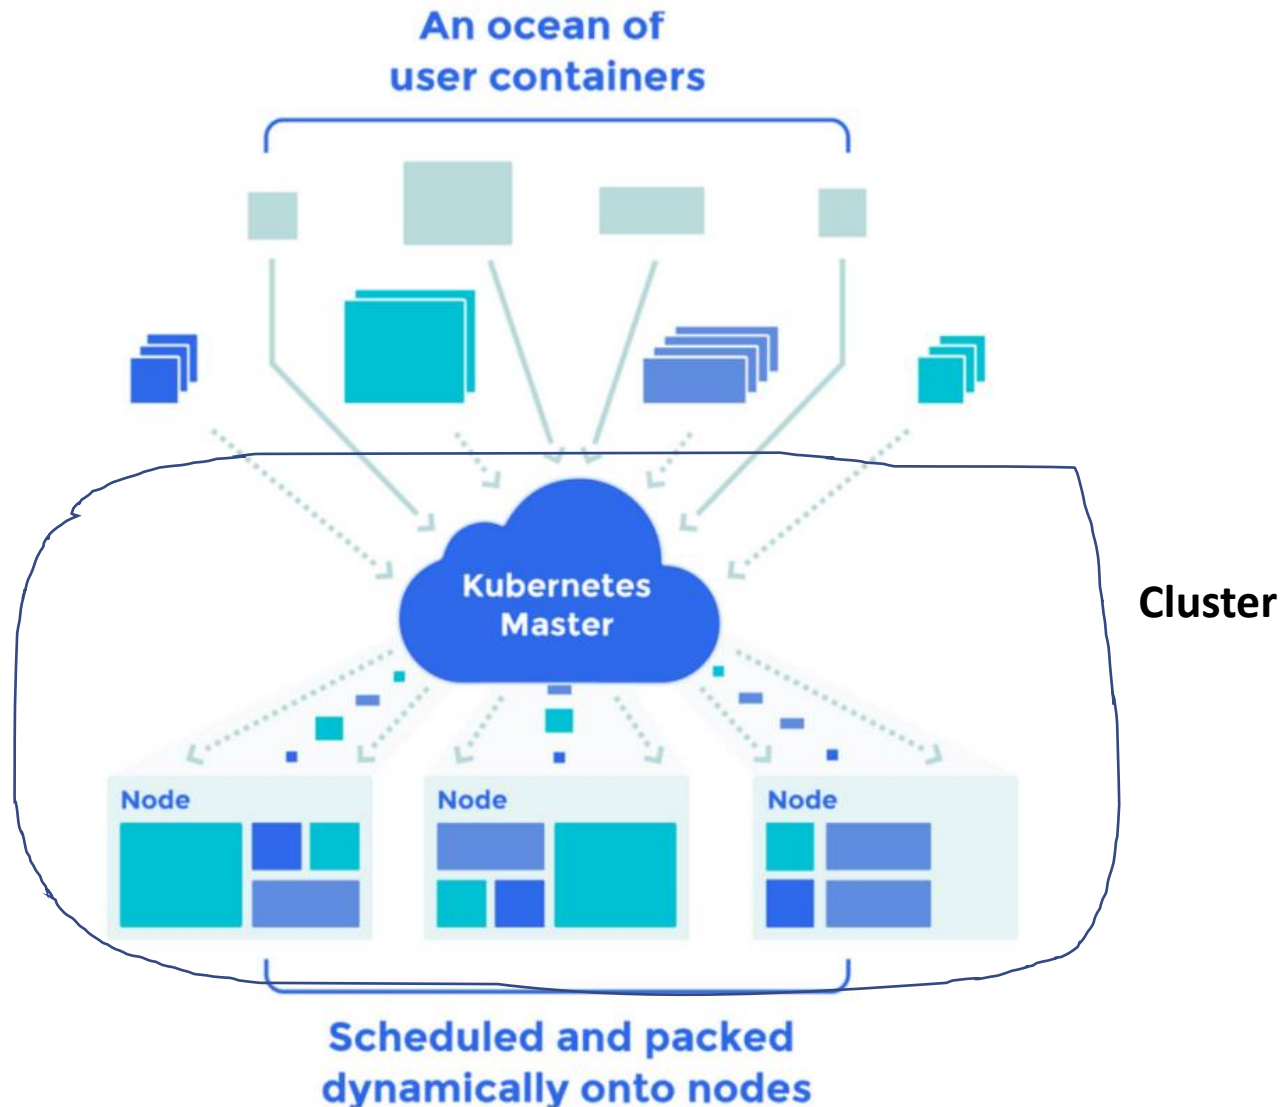 An ocean of
user containers
Kubernetes
Master
Cluster
Node
Node
Node
Scheduled and packed
dynamically onto nodes